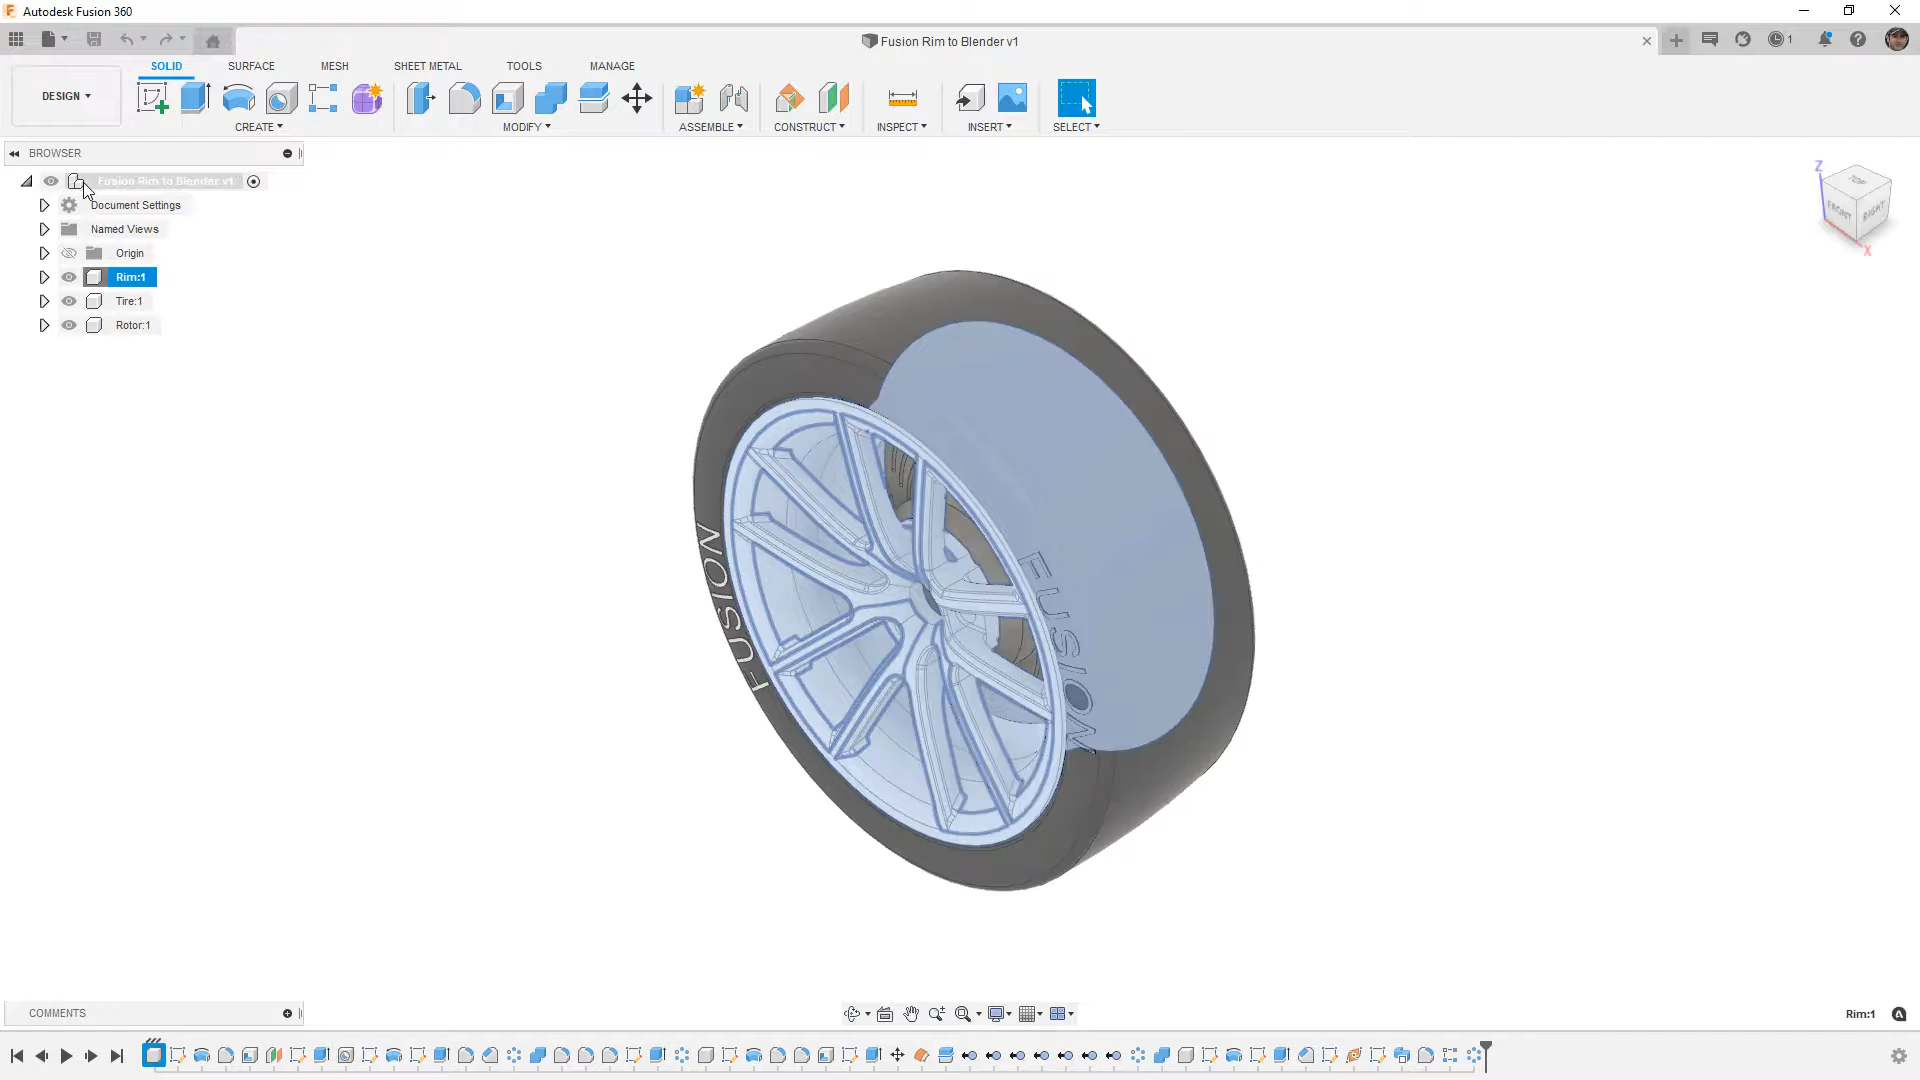 Autodesk Fusion 360
Fusion Rim to Blender v1
1
DESIGN
SOLID SURFACE MESH SHEET METAL TOOLS MANAGE
CREATE MODIFY ASSEMBLE CONSTRUCT INSPECT INSERT SELECT
BROWSER
Fusion Rim to Blender v1
Document Settings
Named Views
Origin
Rim:1
Tire:1
Rotor:1
Z
TOP
FRONT
RIGHT
X
FUSION
FUSION
COMMENTS
Rim:1